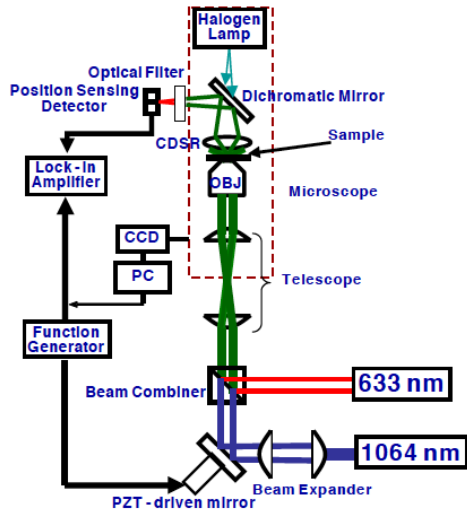 Halogen
Lamp
Optical Filter
Position Sensing
Detector
Dichromatic Mirror
CDSR
Sample
Lock-in
Amplifier
OBJ
Microscope
CCD
PC
Telescope
Function
Generator
Beam Combiner
633 nm
1064 nm
Beam Expander
PZT - driven mirror